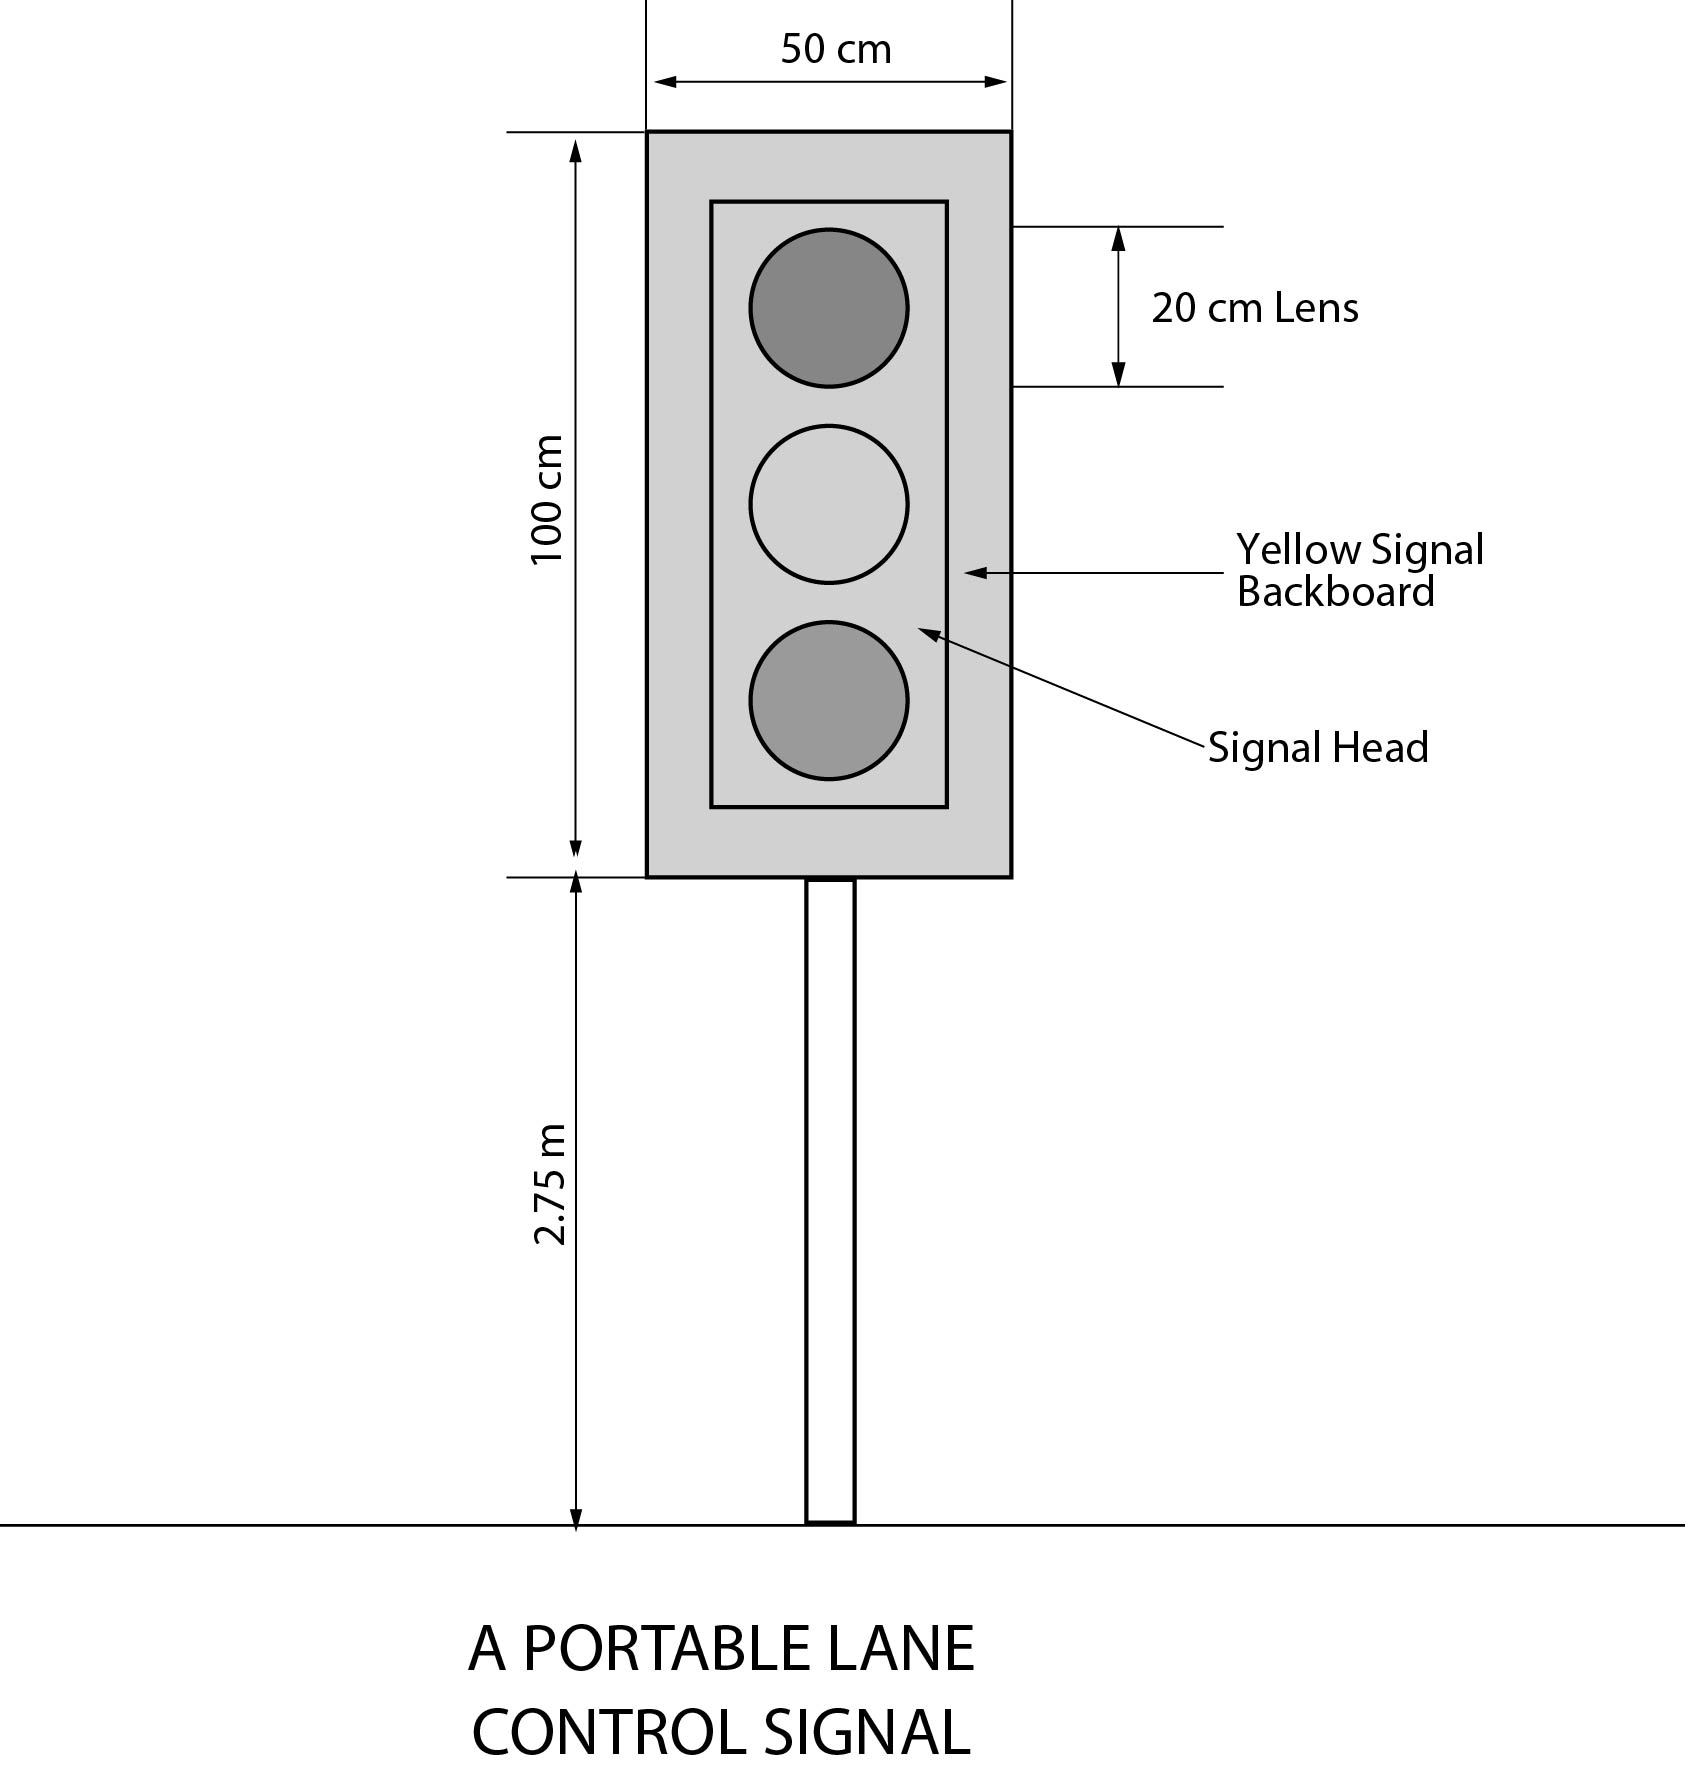 50 cm
20 cm Lens
100 cm
Yellow Signal
Backboard
Signal Head
2.75 m
A PORTABLE LANE
CONTROL SIGNAL